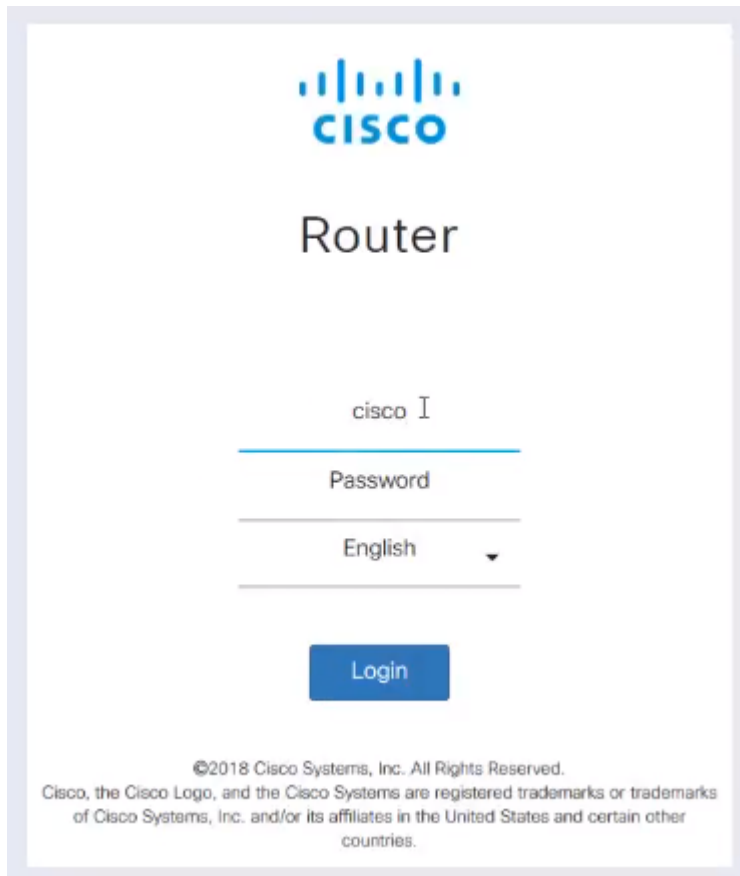 CISCO
Router
cisco
Password
English
Login
©2018 Cisco Systems, Inc. All Rights Reserved.
Cisco, the Cisco Logo, and the Cisco Systems are registered trademarks or trademarks
of Cisco Systems, Inc. and/or its affiliates in the United States and certain other
countries.